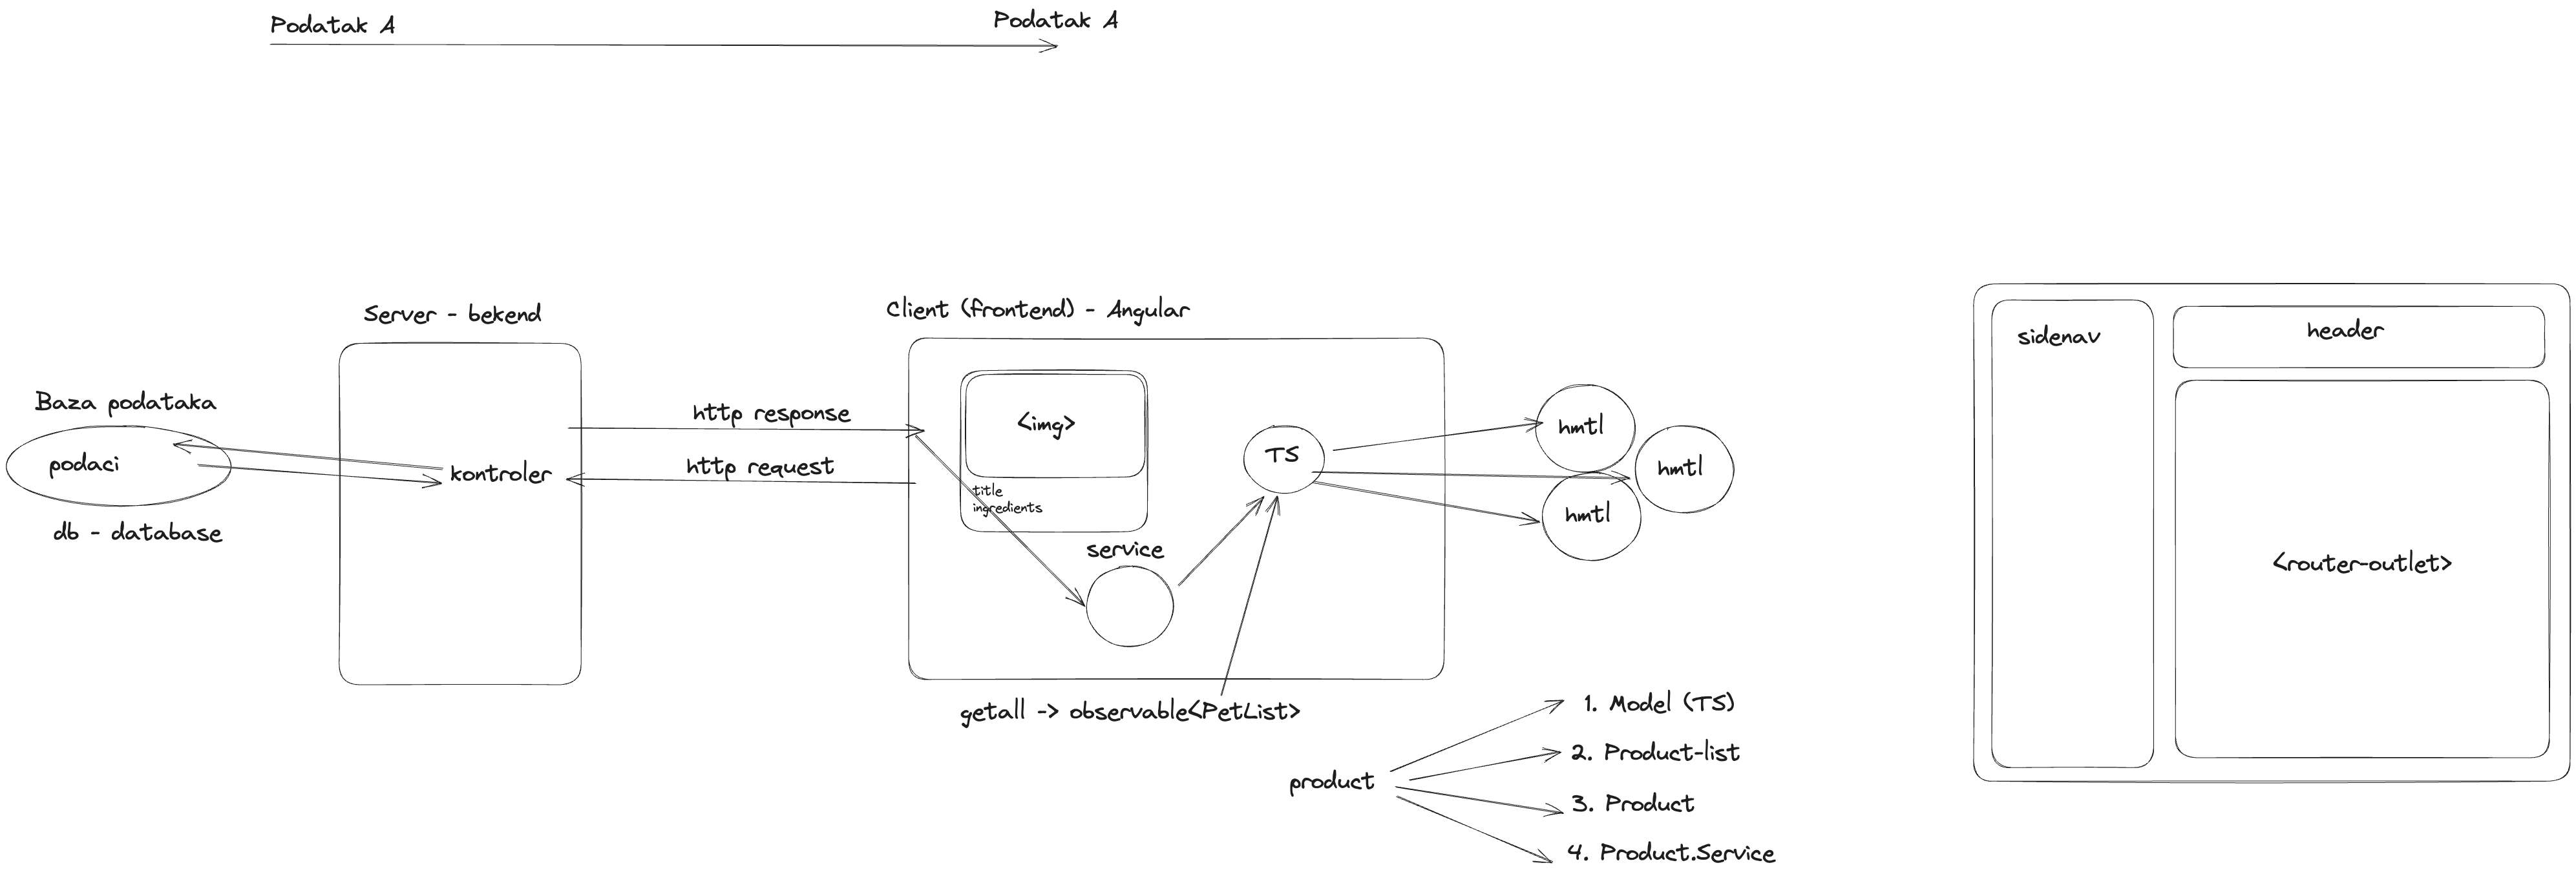 Podatak A
Podatak A
Server - bekend
Client (frontend) - Angular
Baza podataka
podaci
db - database
kontroler
http response
http request
<img>
title
ingredients
service
TS
hmtl
hmtl
hmtl
getall -> observable<PetList>
product
1. Model (TS)
2. Product-list
3. Product
4. Product.Service
sidenav
header
<router-outlet>